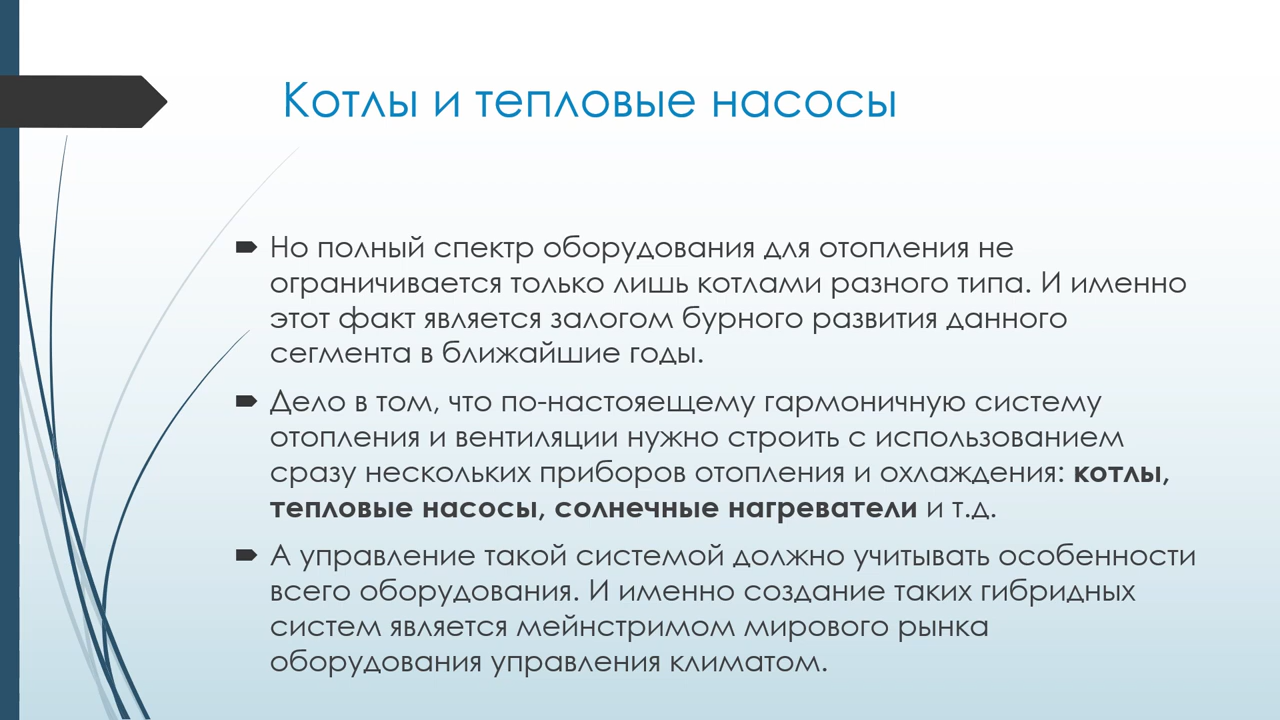 Котлы и тепловые насосы
Но полный спектр оборудования для отопления не
ограничивается только лишь котлами разного типа. И именно
этот факт является залогом бурного развития данного
сегмента в ближайшие годы.
Дело в том, что по-настояещему гармоничную систему
отопления и вентиляции нужно строить с использованием
сразу нескольких приборов отопления и охлаждения: котлы,
тепловые насосы, солнечные нагреватели и т.д.
А управление такой системой должно учитывать особенности
всего оборудования. И именно создание таких гибридных
систем является мейнстримом мирового рынка
оборудования управления климатом.